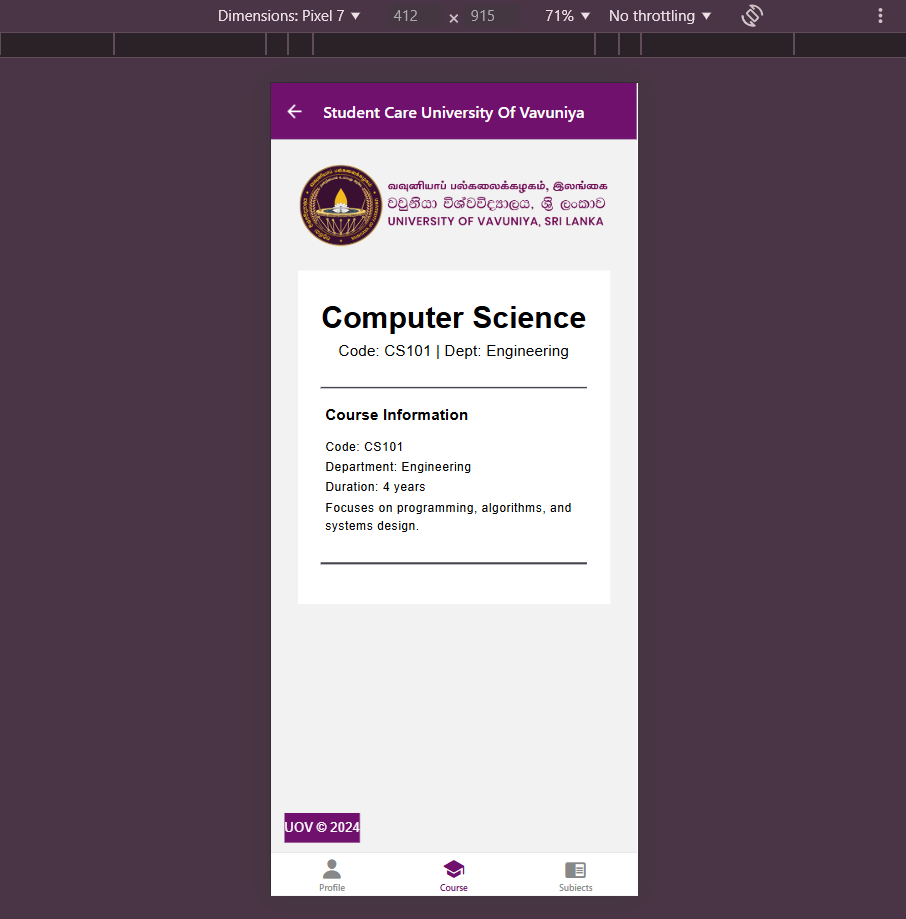 Dimensions: Pixel 7 ▼ 412 × 915 71% ▼ No throttling ▼
Student Care University Of Vavuniya
வவுனியாப் பல்கலைக்கழகம், இலங்கை
වවුනියා විශ්වවිද්‍යාලය, ශ්‍රී ලංකාව
UNIVERSITY OF VAVUNIYA, SRI LANKA
Computer Science
Code: CS101 | Dept: Engineering
Course Information
Code: CS101
Department: Engineering
Duration: 4 years
Focuses on programming, algorithms, and
systems design.
UOV © 2024
Profile Course Subjects